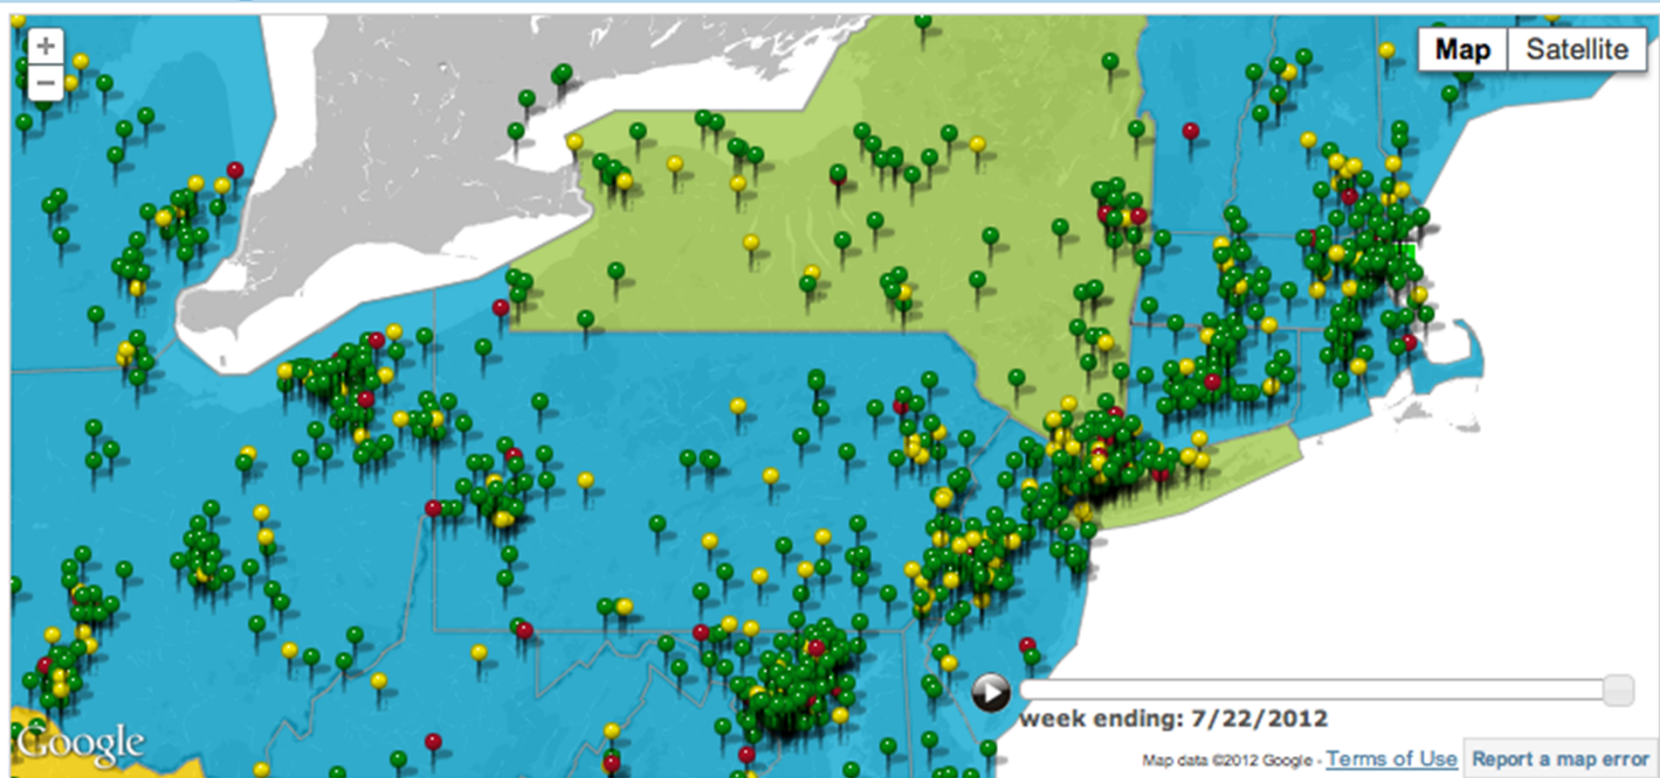 +
Map Satellite
−
week ending: 7/22/2012
Google
Map data ©2012 Google - Terms of Use Report a map error